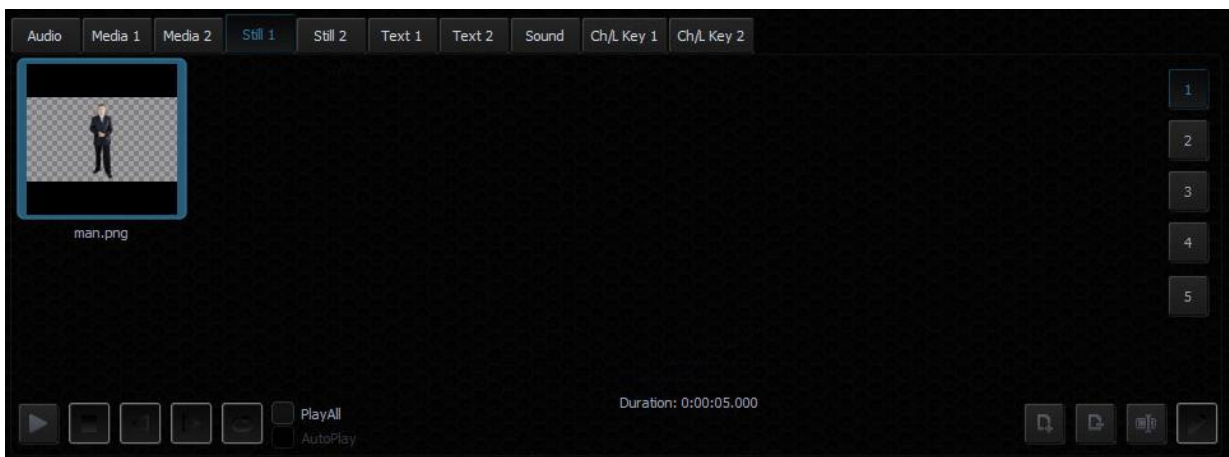 Audio Media 1 Media 2 Still 1 Still 2 Text 1 Text 2 Sound Ch/L Key 1 Ch/L Key 2
1
2
3
man.png
4
5
Duration: 0:00:05.000
PlayAll
AutoPlay